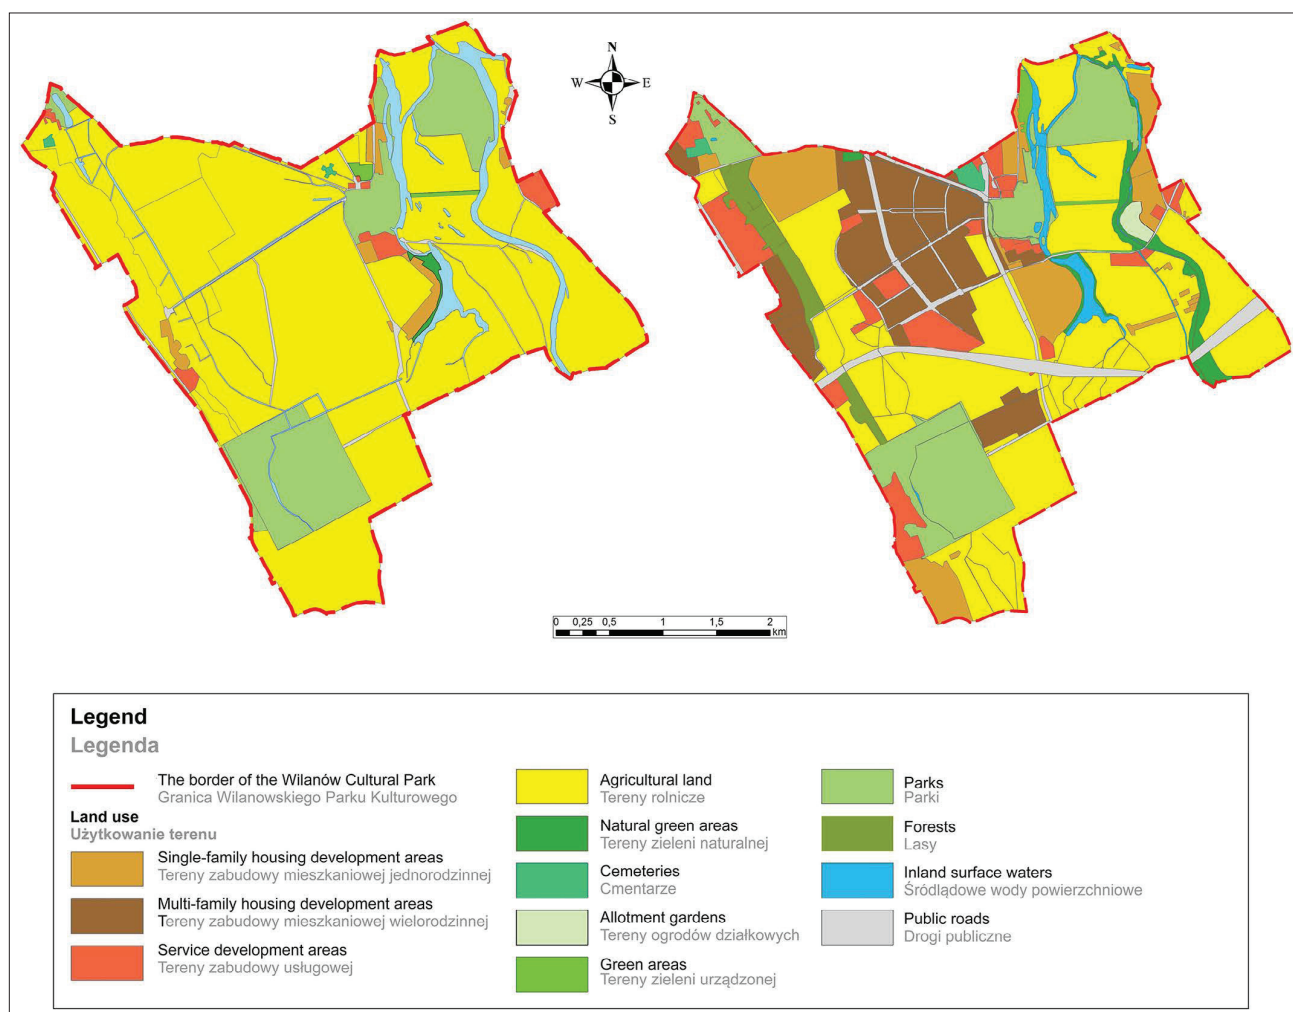 N
W E
S
0 0,25 0,5 1 1,5 2
km
Legend
Legenda
The border of the Wilanów Cultural Park
Granica Wilanowskiego Parku Kulturowego
Land use
Użytkowanie terenu
Single-family housing development areas
Tereny zabudowy mieszkaniowej jednorodzinnej
Multi-family housing development areas
Tereny zabudowy mieszkaniowej wielorodzinnej
Service development areas
Tereny zabudowy usługowej
Agricultural land
Tereny rolnicze
Natural green areas
Tereny zieleni naturalnej
Cemeteries
Cmentarze
Allotment gardens
Tereny ogrodów działkowych
Green areas
Tereny zieleni urządzonej
Parks
Parki
Forests
Lasy
Inland surface waters
Śródlądowe wody powierzchniowe
Public roads
Drogi publiczne